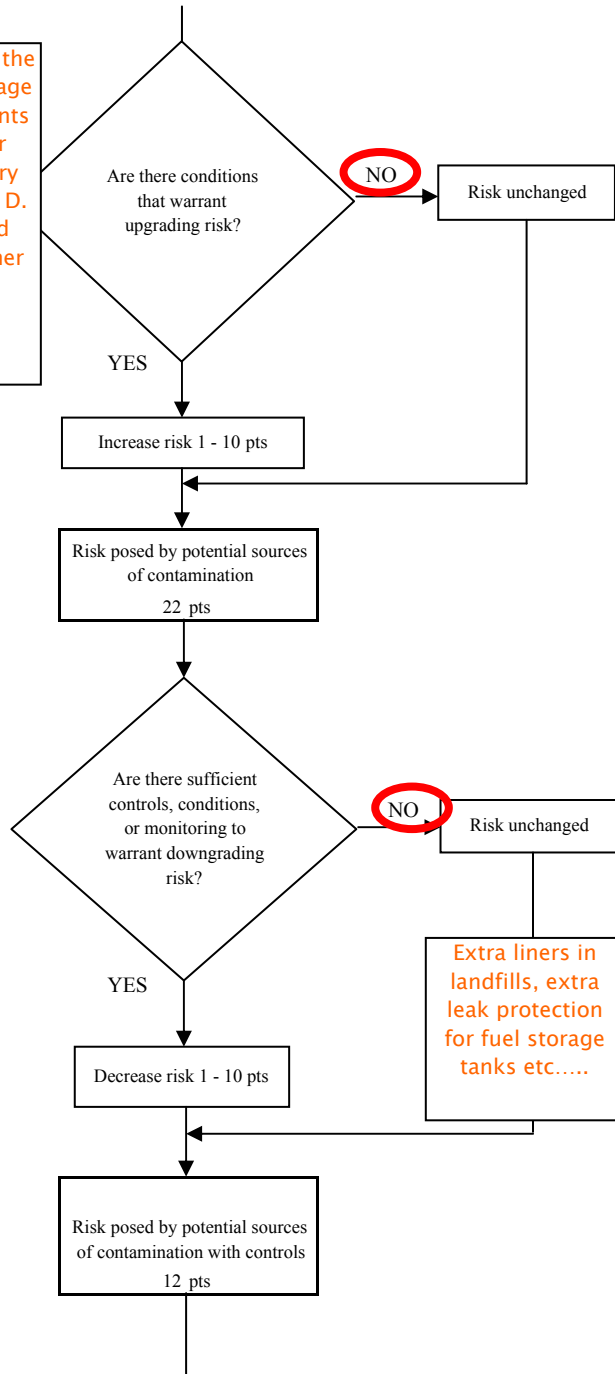 the
age
nts
r
ry
D.
d
her
Are there conditions
that warrant
upgrading risk?
NO
Risk unchanged
YES
Increase risk 1 - 10 pts
Risk posed by potential sources
of contamination
22 pts
Are there sufficient
controls, conditions,
or monitoring to
warrant downgrading
risk?
NO
Risk unchanged
YES
Extra liners in
landfills, extra
leak protection
for fuel storage
tanks etc…..
Decrease risk 1 - 10 pts
Risk posed by potential sources
of contamination with controls
12 pts